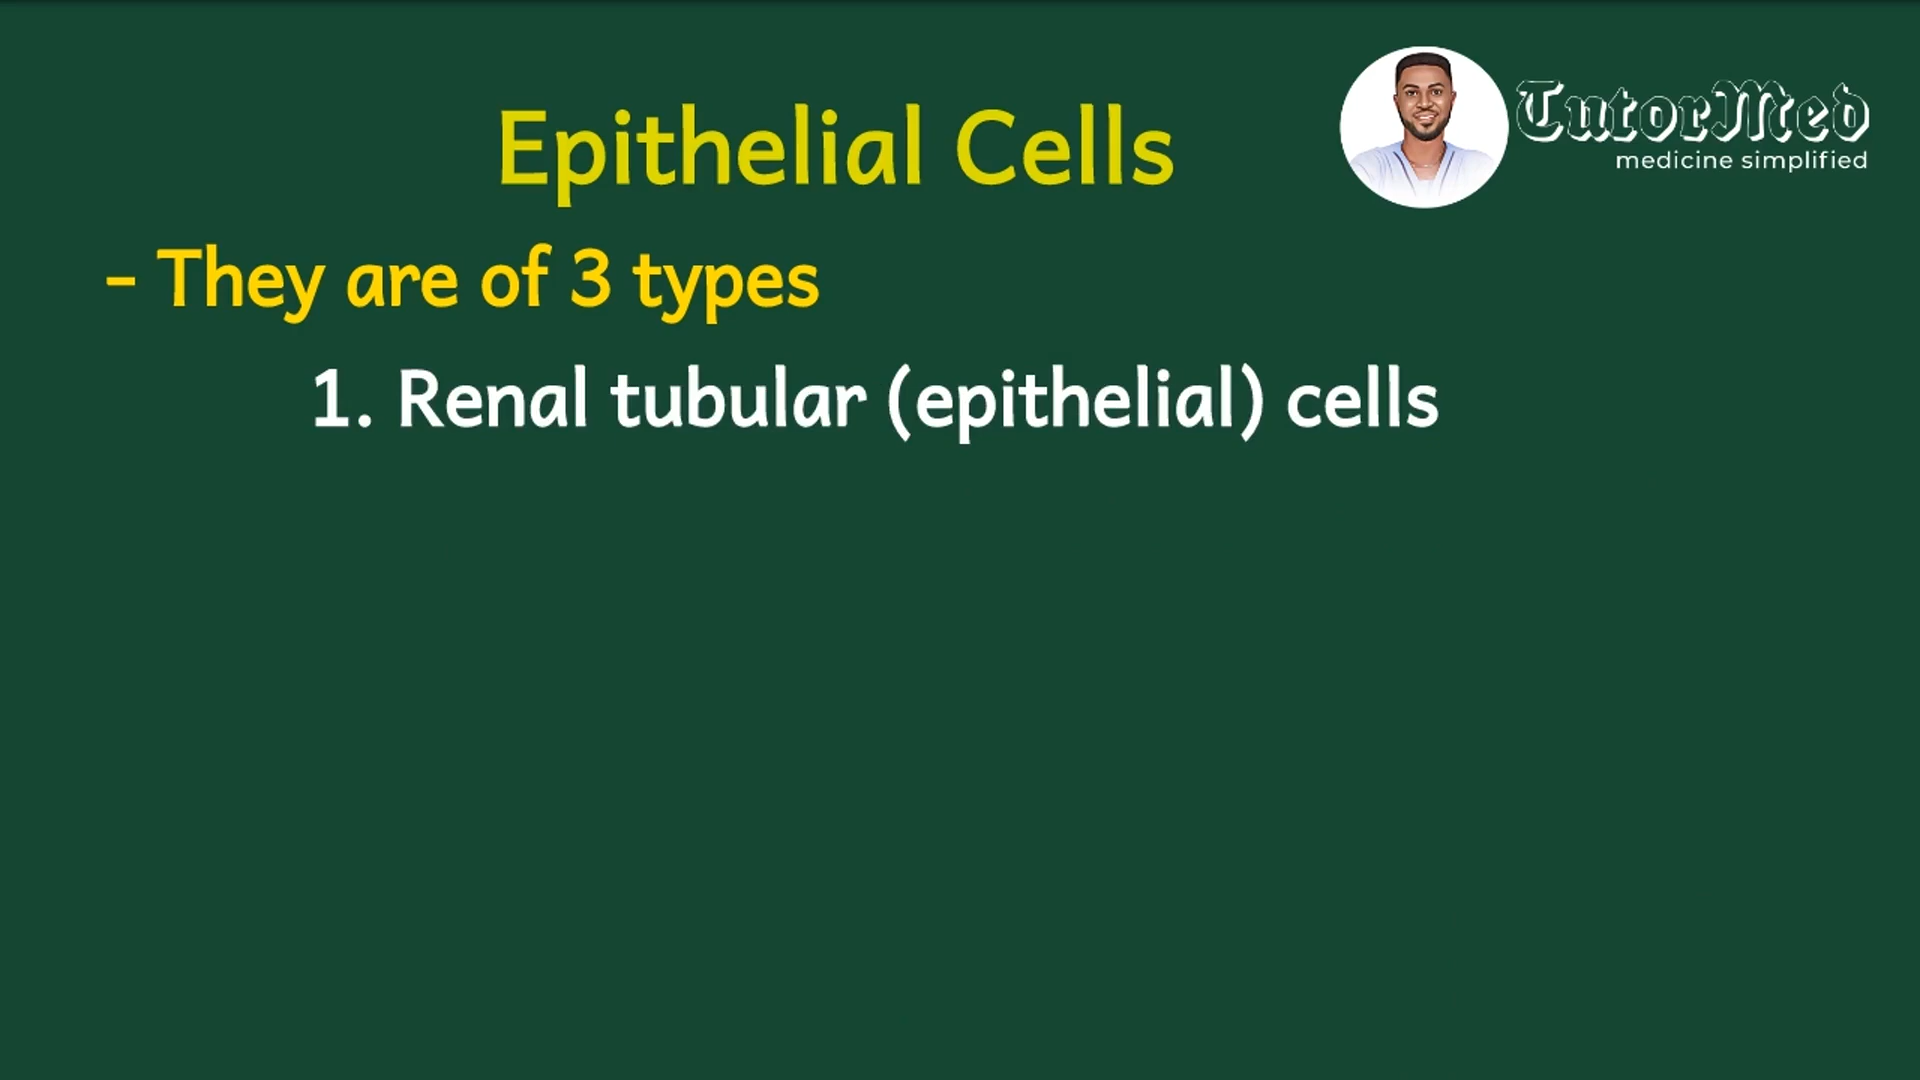 Epithelial Cells
TutorMed
medicine simplified
- They are of 3 types
1. Renal tubular (epithelial) cells